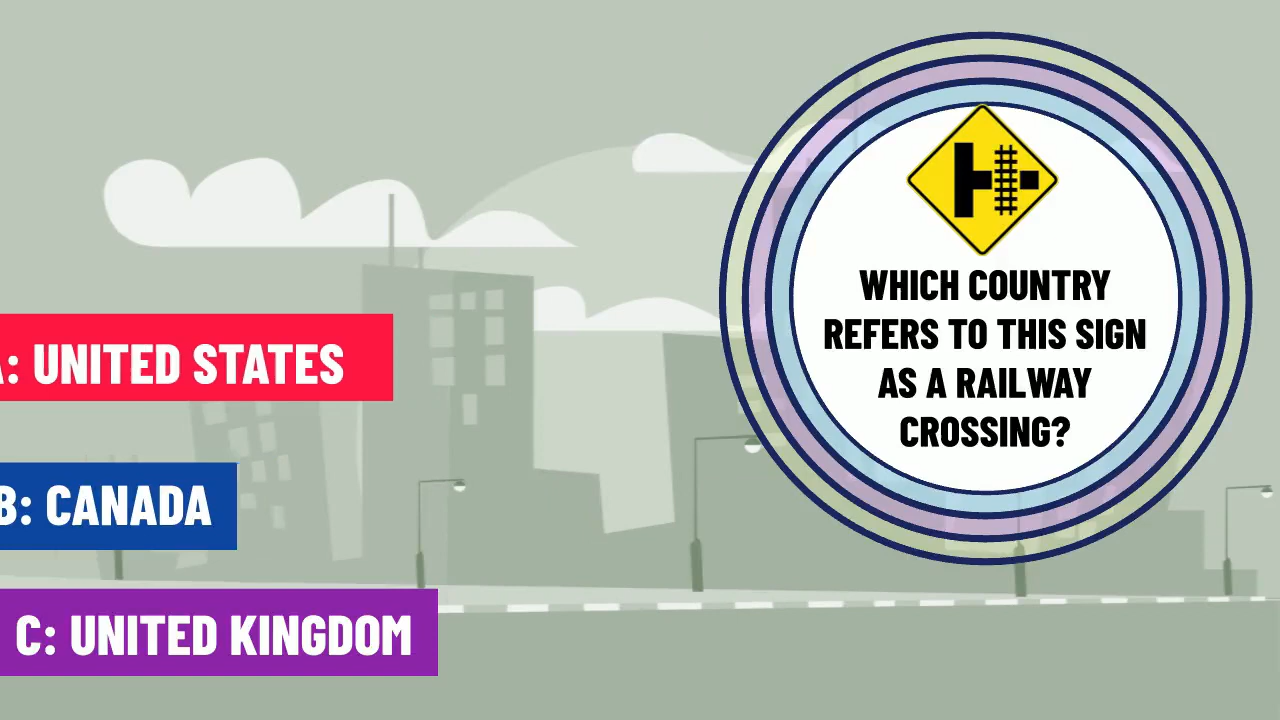 WHICH COUNTRY
REFERS TO THIS SIGN
AS A RAILWAY
CROSSING?
A: UNITED STATES
B: CANADA
C: UNITED KINGDOM